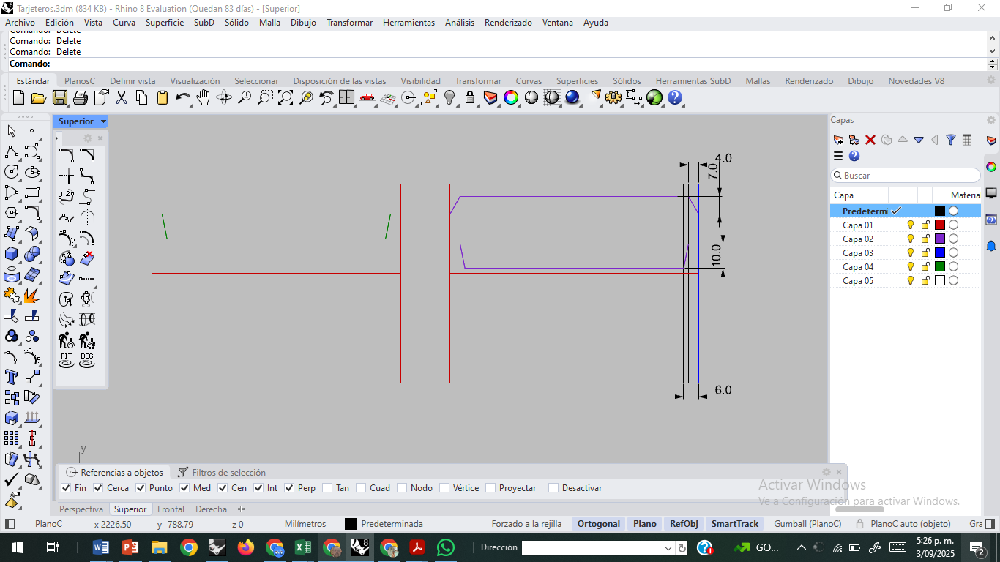 Tarjeteros.3dm (834 KB) - Rhino 8 Evaluation (Quedan 83 días) - [Superior]
Archivo Edición Vista Curva Superficie SubD Sólido Malla Dibujo Transformar Herramientas Análisis Renderizado Ventana Ayuda
Comando: _Delete
Comando: _Delete
Comando: _Delete
Comando:
Estándar PlanosC Definir vista Visualización Seleccionar Disposición de las vistas Visibilidad Transformar Curvas Superficies Sólidos Herramientas SubD Mallas Renderizado Dibujo Novedades V8
Superior
Capas
Buscar
Capa Materia
Predetermi
Capa 01
Capa 02
Capa 03
Capa 04
Capa 05
FIT DEG
4.0
7.0
10.0
6.0
y
Referencias a objetos Filtros de selección
Fin Cerca Punto Med Cen Int Perp Tan Cuad Nodo Vértice Proyectar Desactivar
Activar Windows
Ve a Configuración para activar Windows.
Perspectiva Superior Frontal Derecha
PlanoC x 2226.50 y -788.79 z 0 Milímetros Predeterminada Forzado a la rejilla Ortogonal Plano RefObj SmartTrack Gumball (PlanoC) PlanoC auto (objeto) Gra
Dirección GO... 5:26 p. m.
3/09/2025
2